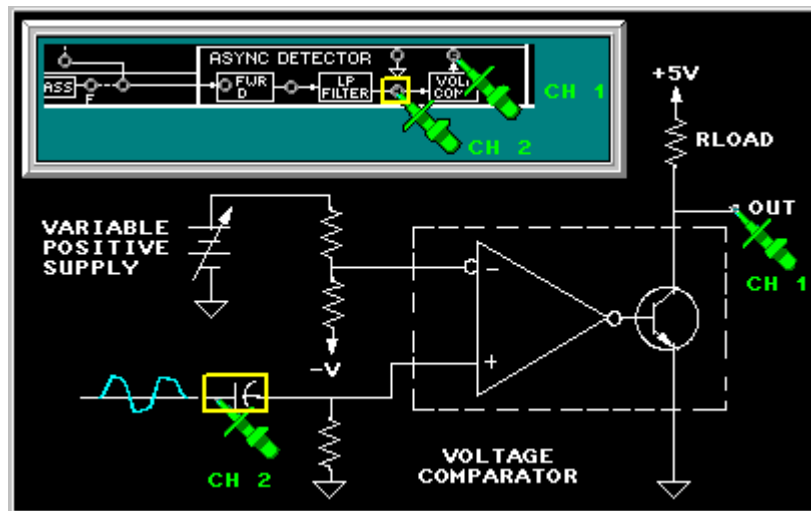 ASYNC DETECTOR
ASS
F
FWR
D
LP
FILTER
VOL
COM
CH 1
CH 2
+5V
RLOAD
OUT
CH 1
VARIABLE
POSITIVE
SUPPLY
-
+
-V
CH 2
VOLTAGE
COMPARATOR